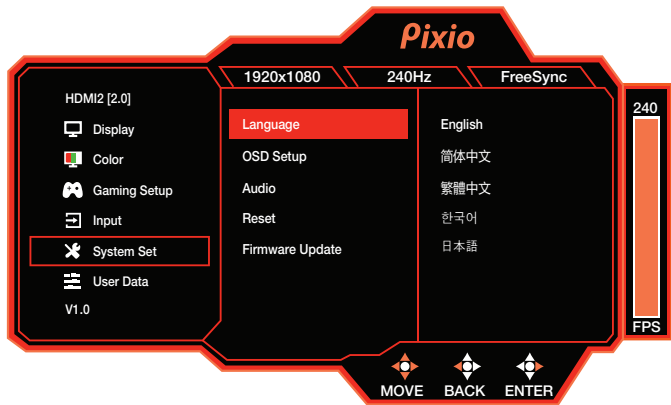 Pixio
1920x1080
240Hz
FreeSync
HDMI2 [2.0]
Display
Color
Gaming Setup
Input
System Set
User Data
V1.0
Language
OSD Setup
Audio
Reset
Firmware Update
English
简体中文
繁體中文
한국어
日本語
240
FPS
MOVE
BACK
ENTER